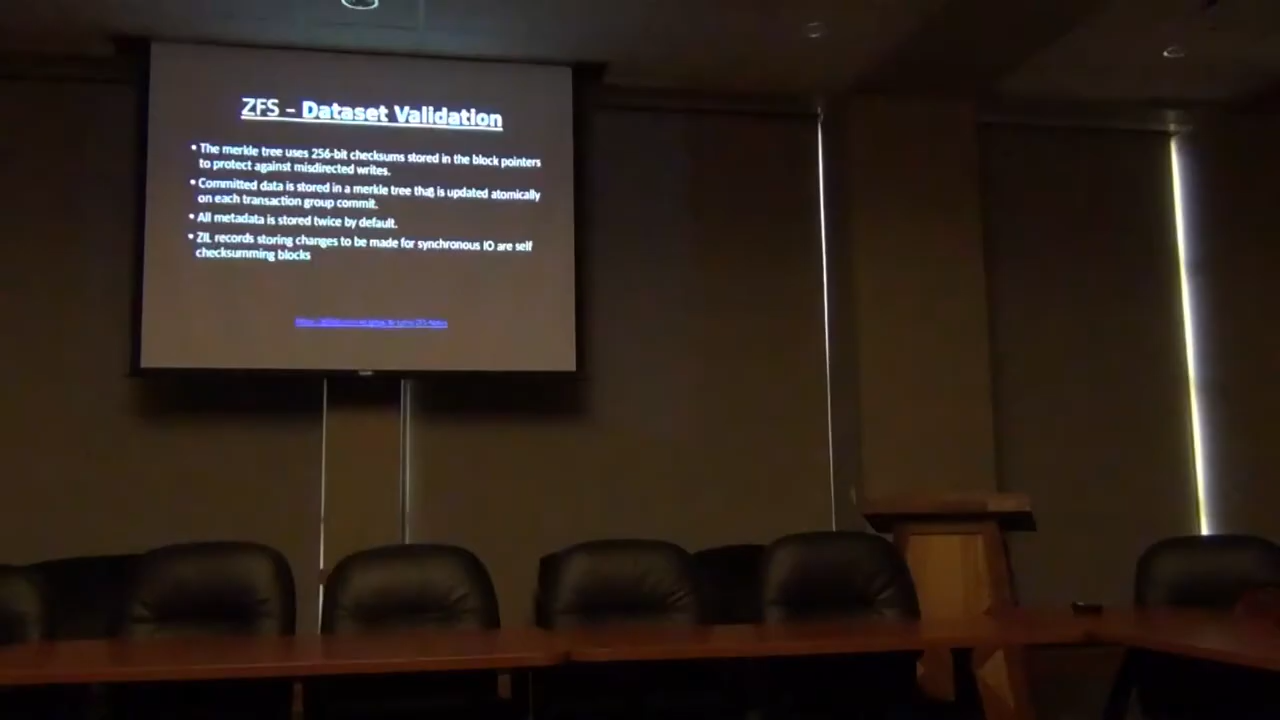 ZFS – Dataset Validation
• The merkle tree uses 256-bit checksums stored in the block pointers
to protect against misdirected writes.
• Committed data is stored in a merkle tree that is updated atomically
on each transaction group commit.
• All metadata is stored twice by default.
• ZIL records storing changes to be made for synchronous IO are self
checksumming blocks